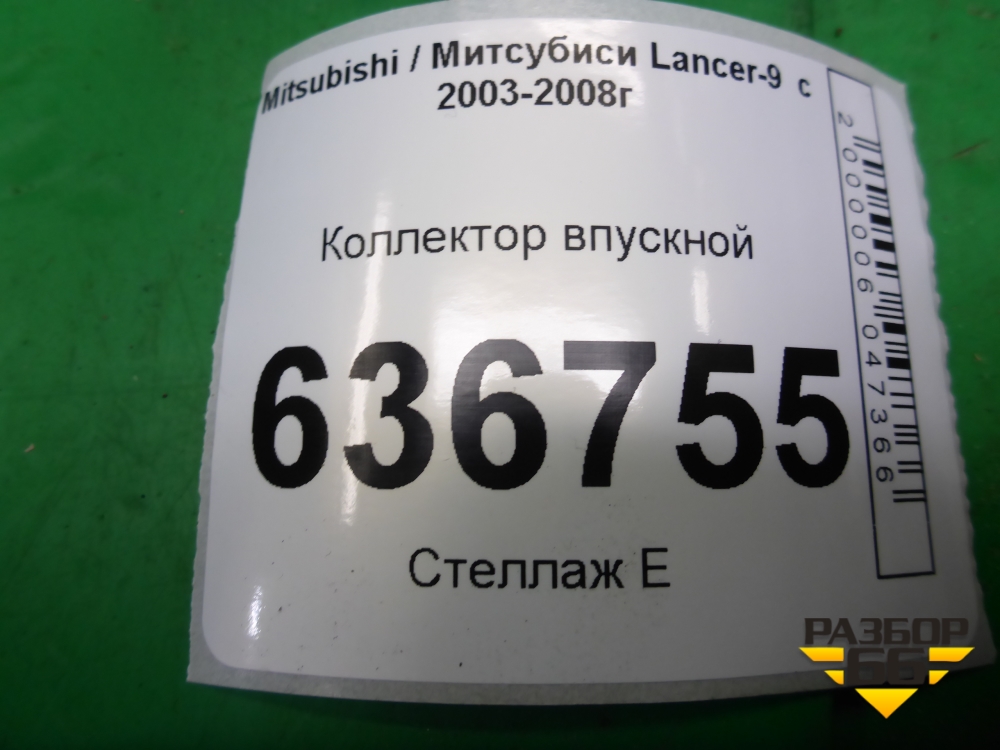 Mitsubishi / Митсубиси Lancer-9 с
2003-2008г
Коллектор впускной
636755
Стеллаж Е
2000006047366
РАЗБОР
66